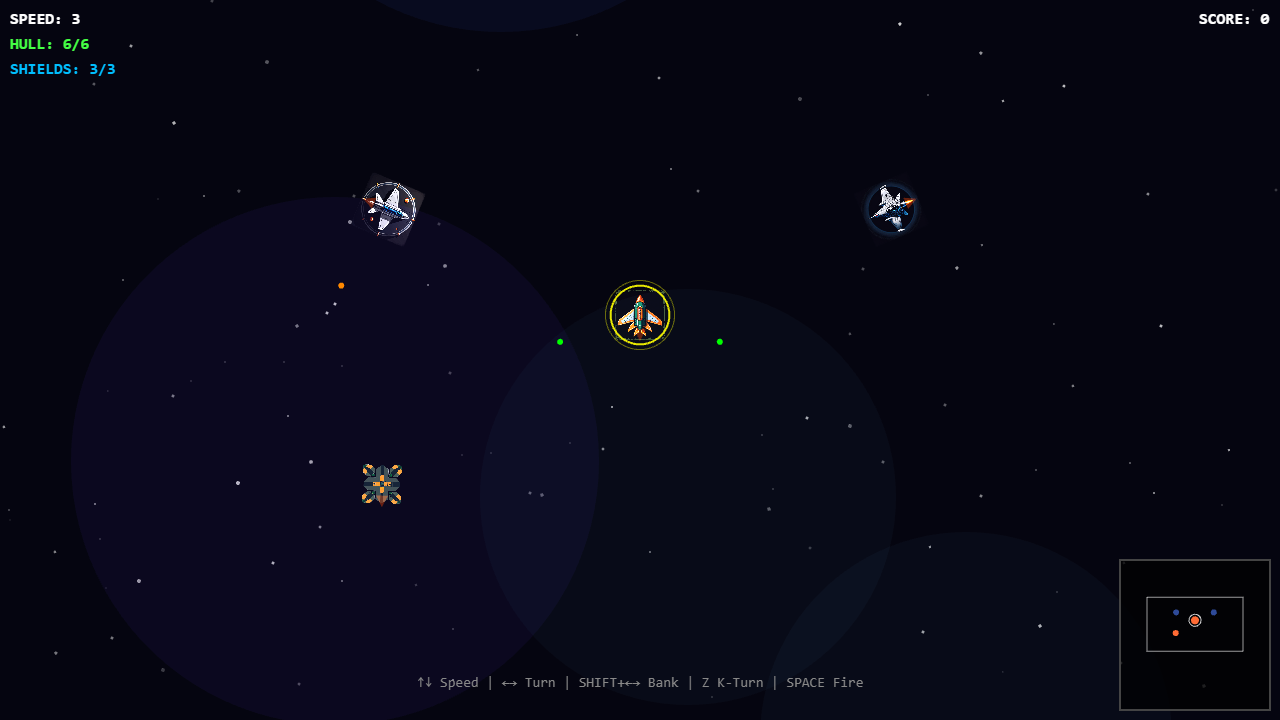 SPEED: 3
SCORE: 0
HULL: 6/6
SHIELDS: 3/3
↑↓ Speed | ↔ Turn | SHIFT+↔ Bank | Z K-Turn | SPACE Fire